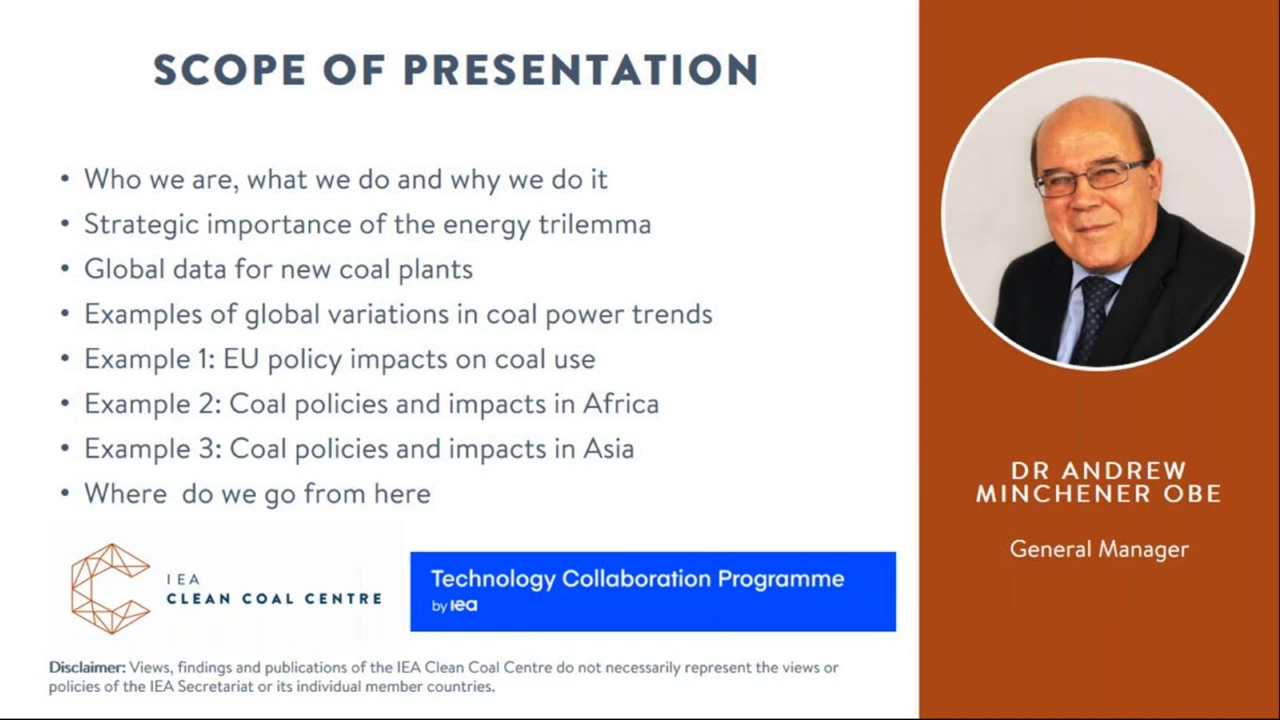 SCOPE OF PRESENTATION
• Who we are, what we do and why we do it
• Strategic importance of the energy trilemma
• Global data for new coal plants
• Examples of global variations in coal power trends
• Example 1: EU policy impacts on coal use
• Example 2: Coal policies and impacts in Africa
• Example 3: Coal policies and impacts in Asia
• Where  do we go from here
IEA
CLEAN COAL CENTRE
Technology Collaboration Programme
by iea
Disclaimer: Views, findings and publications of the IEA Clean Coal Centre do not necessarily represent the views or
policies of the IEA Secretariat or its individual member countries.
DR ANDREW
MINCHENER OBE
General Manager